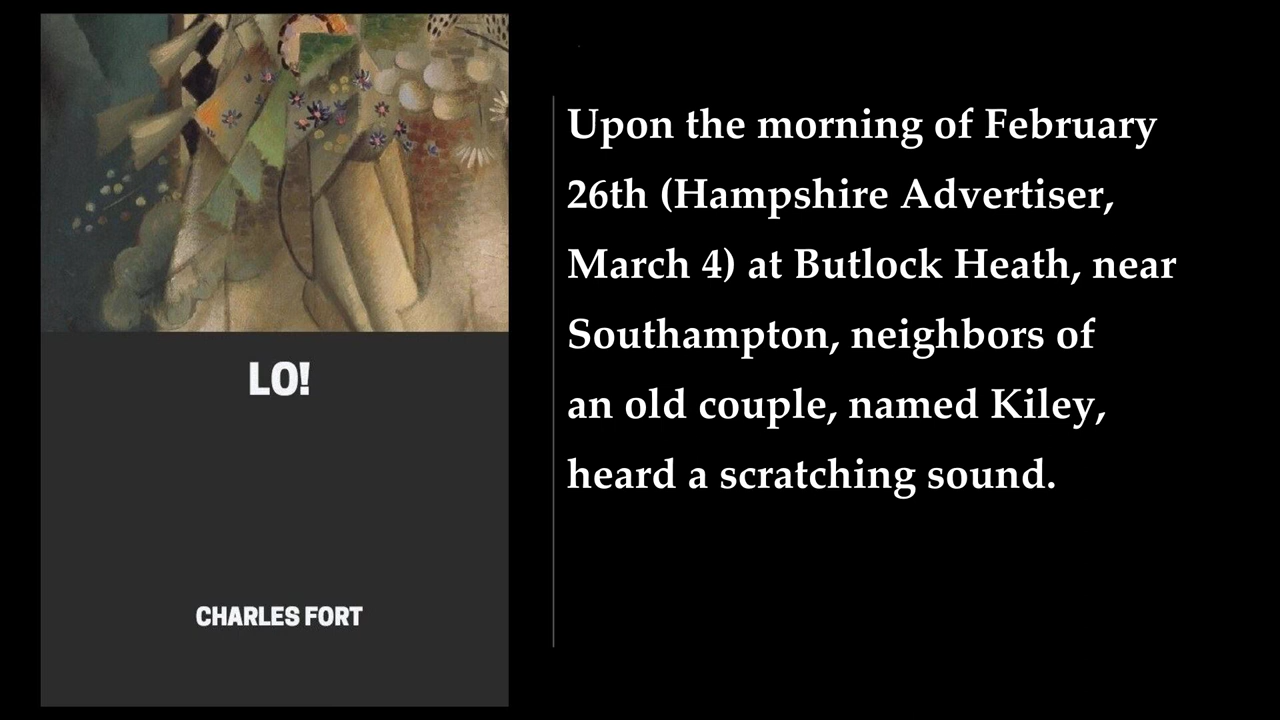 LO!
CHARLES FORT
Upon the morning of February
26th (Hampshire Advertiser,
March 4) at Butlock Heath, near
Southampton, neighbors of
an old couple, named Kiley,
heard a scratching sound.